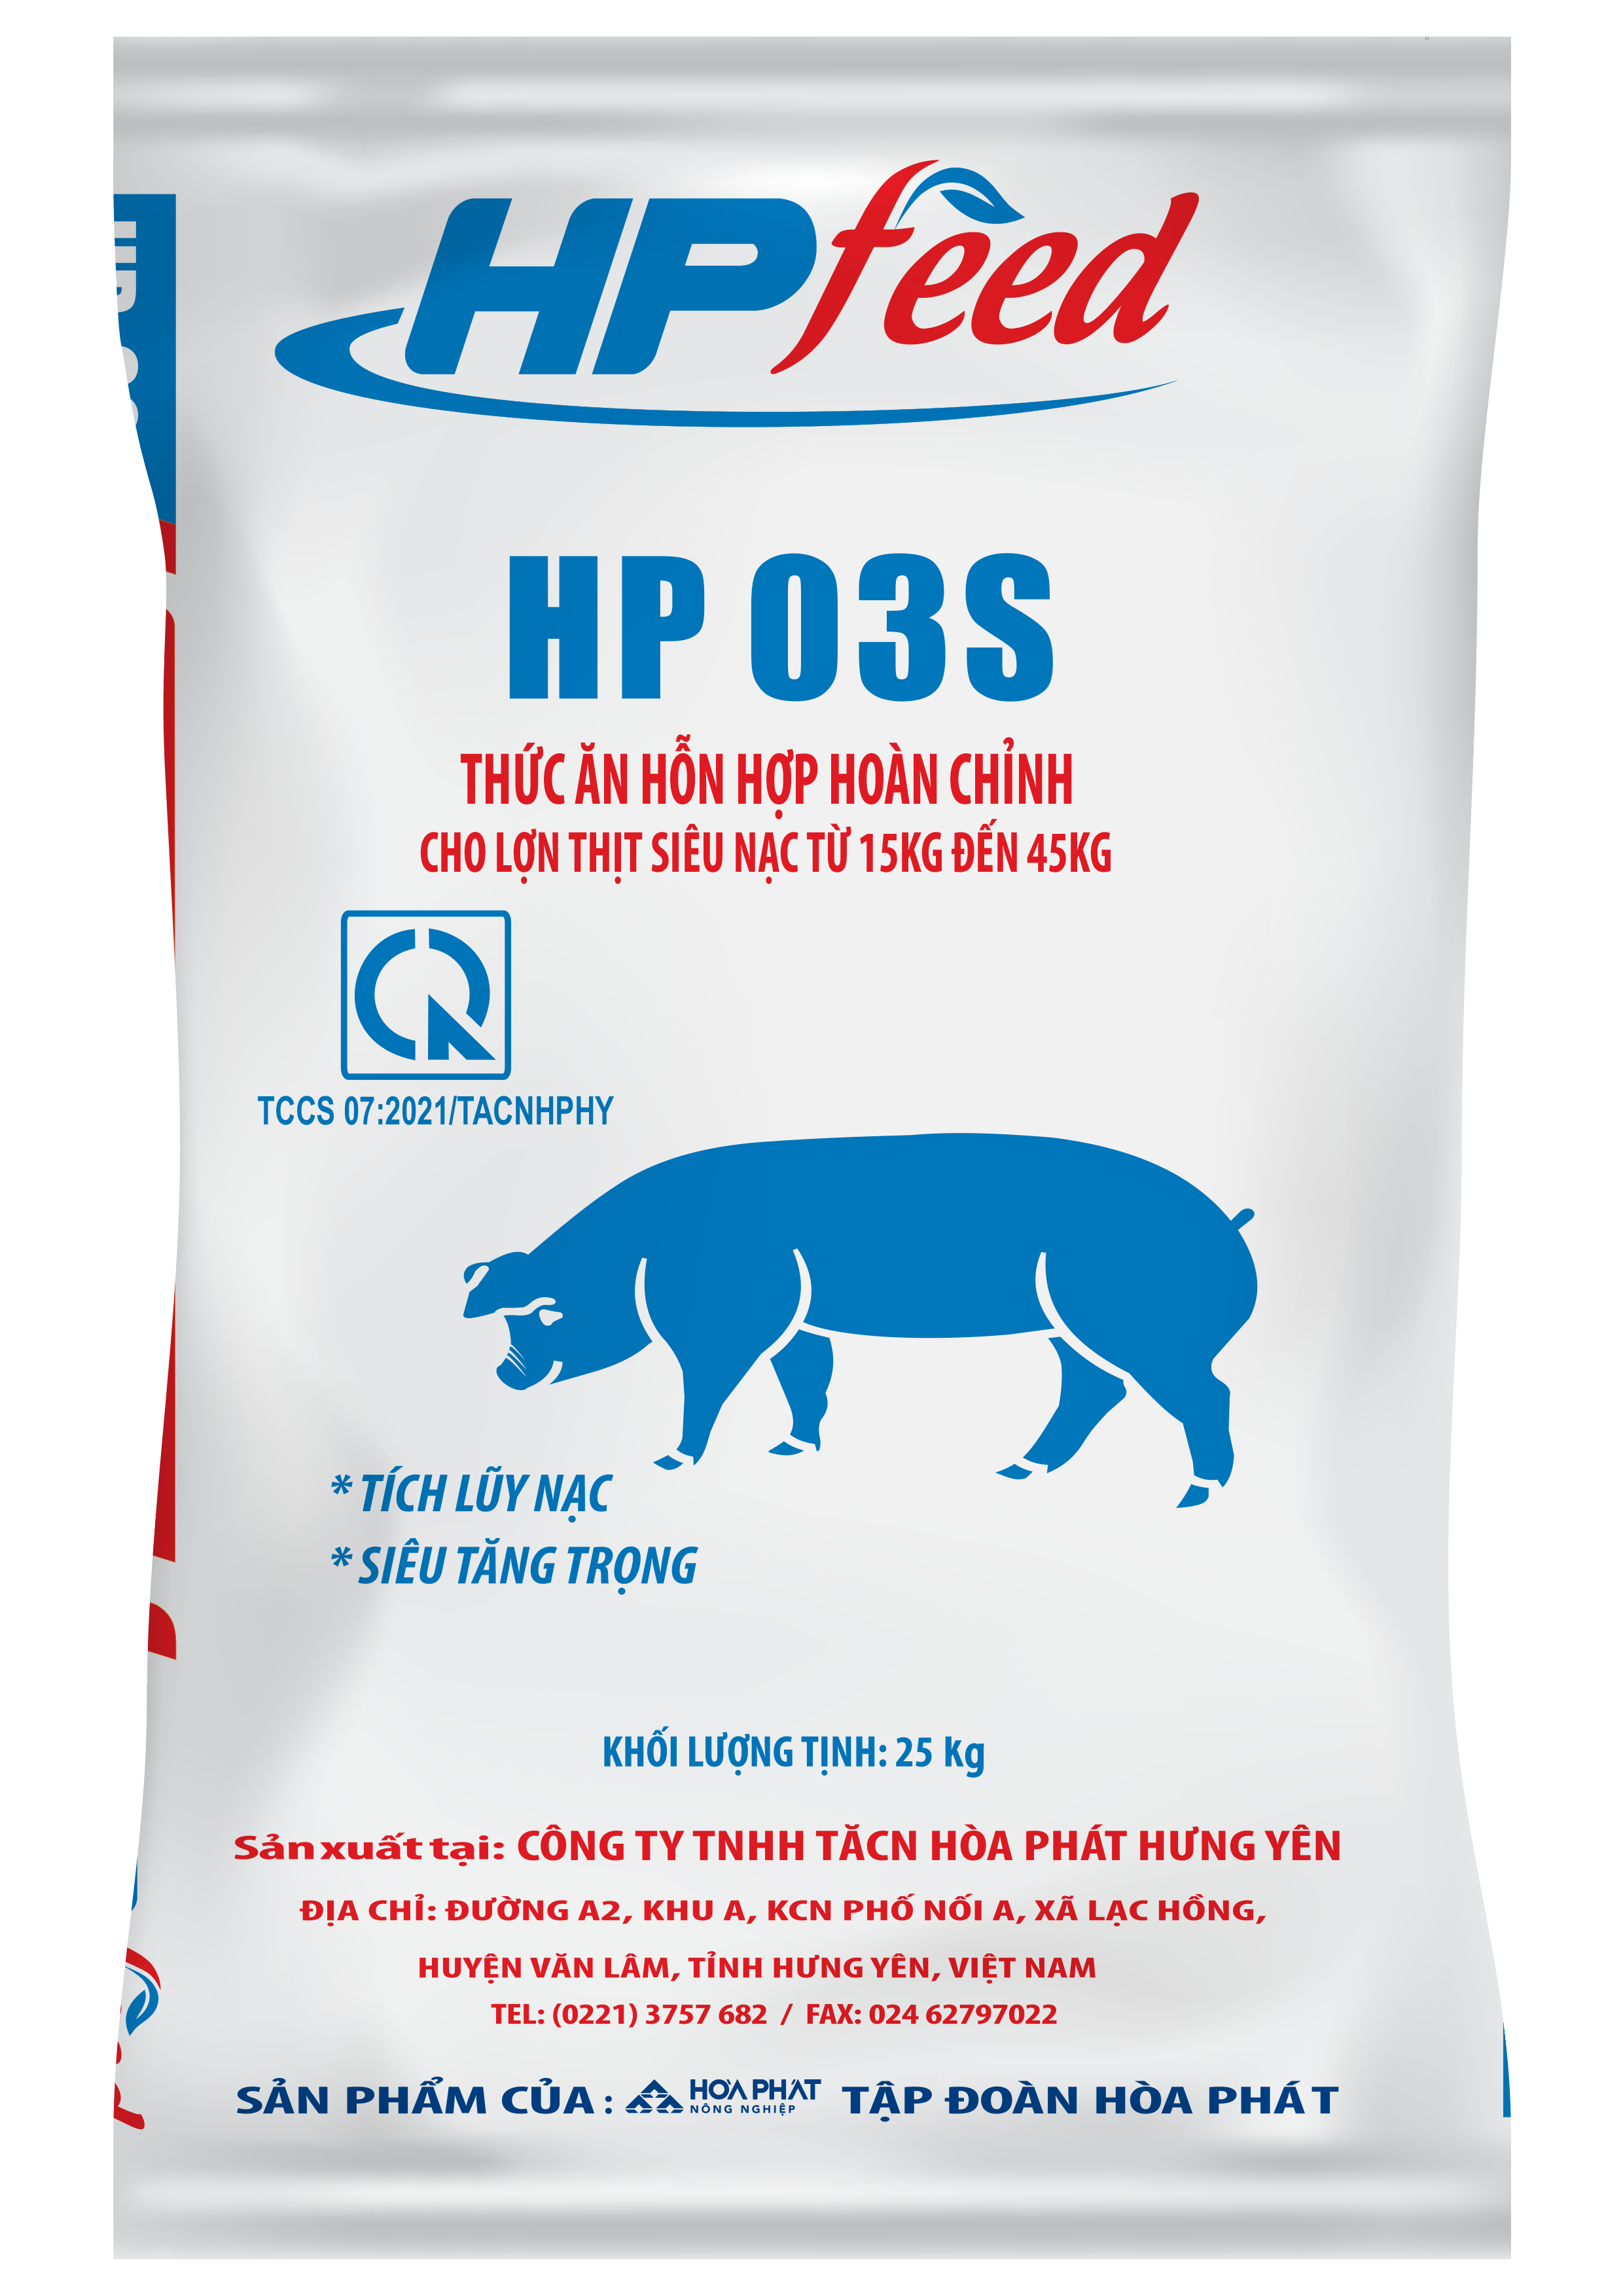 HPfeed
HP 03S
THỨC ĂN HỖN HỢP HOÀN CHỈNH
CHO LỢN THỊT SIÊU NẠC TỪ 15KG ĐẾN 45KG
TCCS 07:2021/TACNHPHY
* TÍCH LŨY NẠC
* SIÊU TĂNG TRỌNG
KHỐI LƯỢNG TỊNH: 25 kg
Sản xuất tại: CÔNG TY TNHH TĂCN HÒA PHÁT HƯNG YÊN
ĐỊA CHỈ: ĐƯỜNG A2, KHU A, KCN PHỐ NỐI A, XÃ LẠC HỒNG,
HUYỆN VĂN LÂM, TỈNH HƯNG YÊN, VIỆT NAM
TEL: (0221) 3757 682 / FAX: 024 62797022
SẢN PHẨM CỦA : HOÀ PHÁT NÔNG NGHIỆP TẬP ĐOÀN HÒA PHÁT